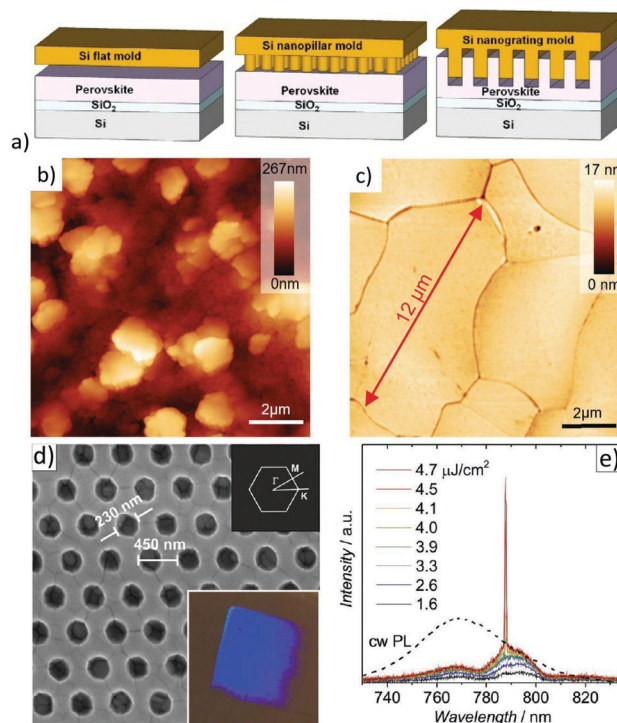 Si flat mold
Perovskite
SiO₂
Si
Si nanopillar mold
Perovskite
SiO₂
Si
Si nanograting mold
Perovskite
SiO₂
Si
a)
b)
267nm
0nm
2µm
c)
17 nm
0 nm
12 µm
2µm
d)
M
Γ
K
230 nm
450 nm
e)
4.7 µJ/cm²
4.5
4.1
4.0
3.9
3.3
2.6
1.6
cw PL
Intensity / a.u.
740 760 780 800 820
Wavelength / nm